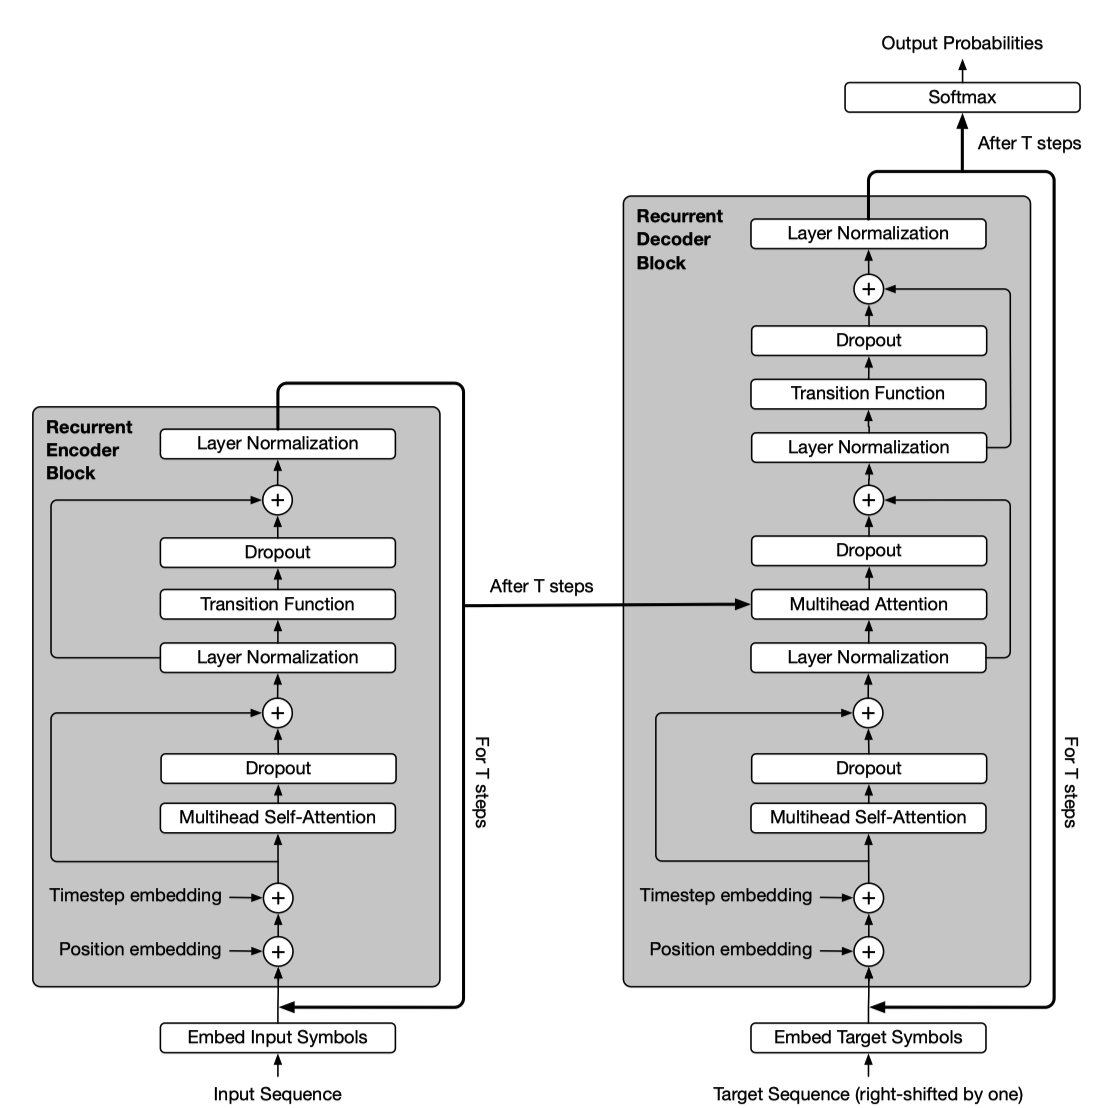 Output Probabilities
Softmax
After T steps
Recurrent
Decoder
Block
Layer Normalization
+
Dropout
Transition Function
Layer Normalization
+
Dropout
Multihead Attention
Layer Normalization
+
Dropout
Multihead Self-Attention
Timestep embedding
+
Position embedding
+
For T steps
Embed Target Symbols
Target Sequence (right-shifted by one)
After T steps
Recurrent
Encoder
Block
Layer Normalization
+
Dropout
Transition Function
Layer Normalization
+
Dropout
Multihead Self-Attention
Timestep embedding
+
Position embedding
+
For T steps
Embed Input Symbols
Input Sequence